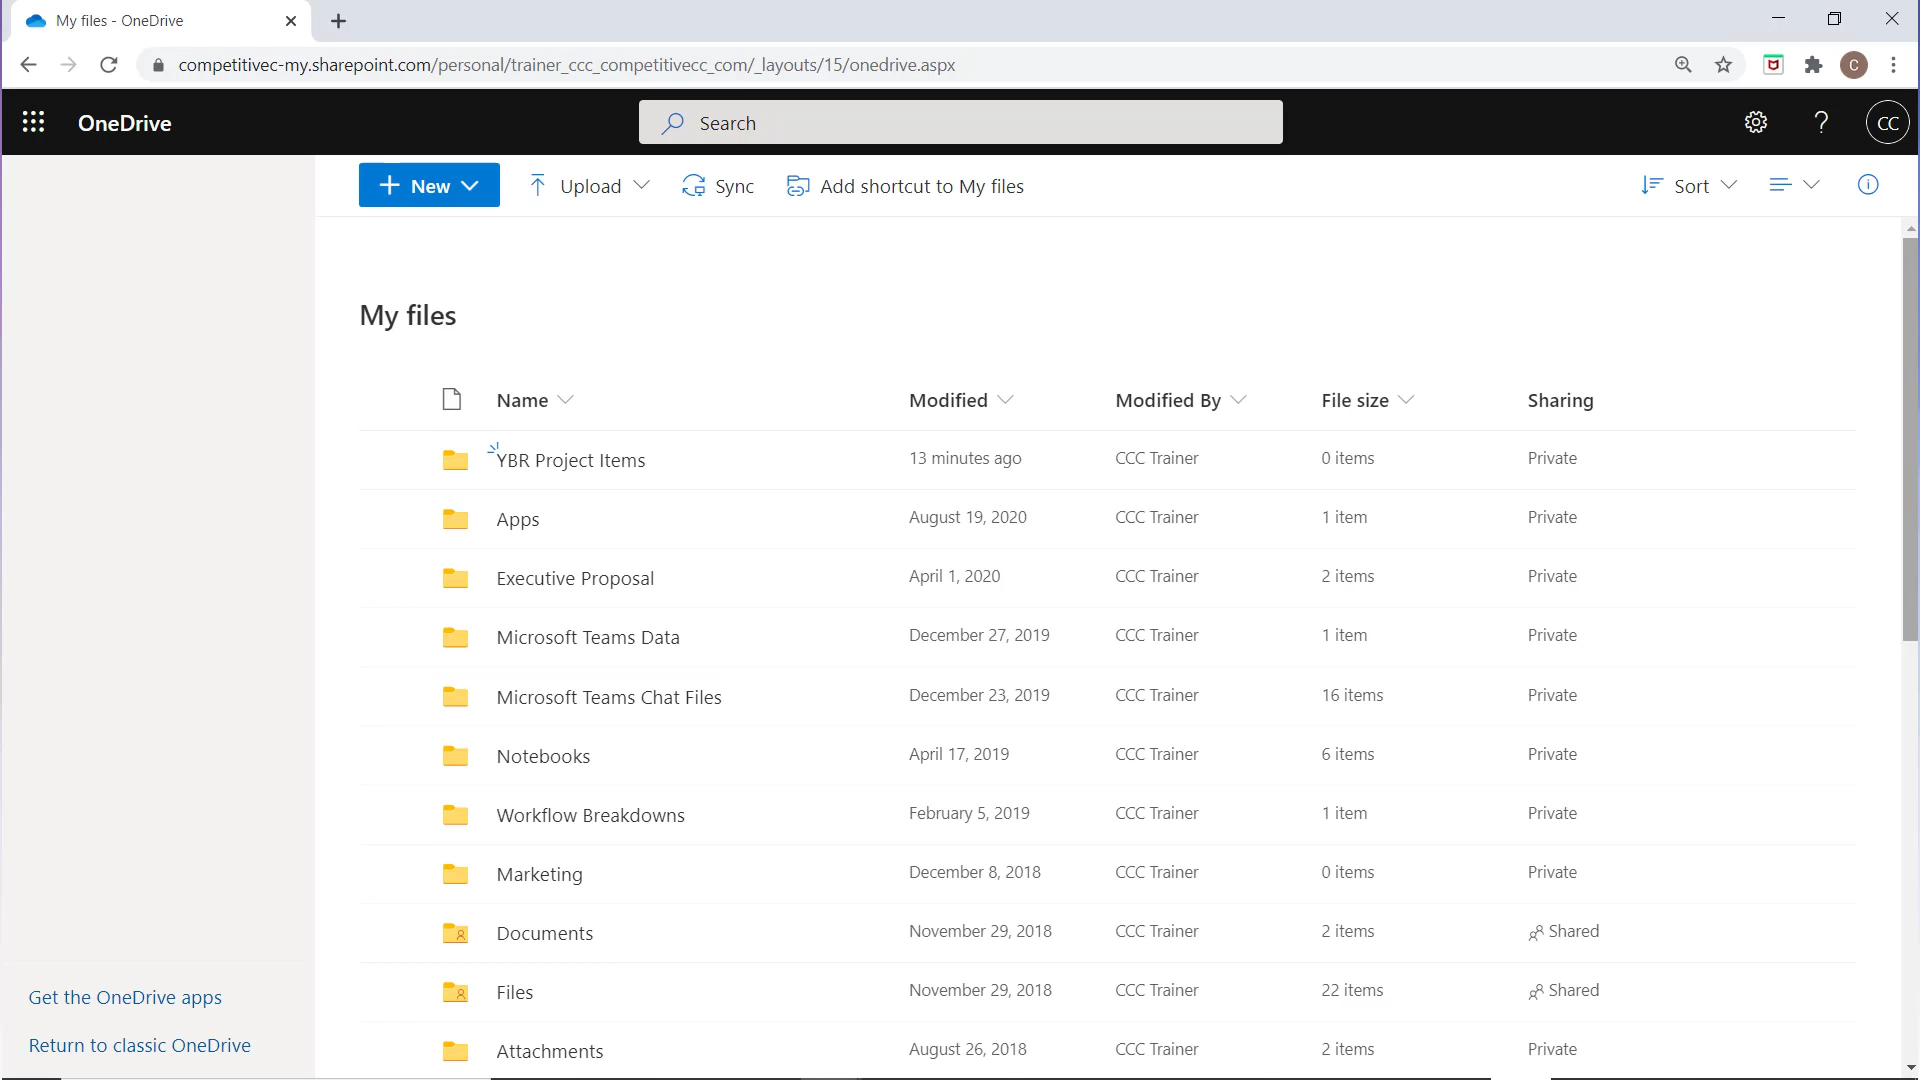 My files - OneDrive
competitivec-my.sharepoint.com/personal/trainer_ccc_competitivecc_com/_layouts/15/onedrive.aspx
C
OneDrive
Search
?
CC
New
Upload
Sync
Add shortcut to My files
Sort
My files
Name Modified Modified By File size Sharing
YBR Project Items 13 minutes ago CCC Trainer 0 items Private
Apps August 19, 2020 CCC Trainer 1 item Private
Executive Proposal April 1, 2020 CCC Trainer 2 items Private
Microsoft Teams Data December 27, 2019 CCC Trainer 1 item Private
Microsoft Teams Chat Files December 23, 2019 CCC Trainer 16 items Private
Notebooks April 17, 2019 CCC Trainer 6 items Private
Workflow Breakdowns February 5, 2019 CCC Trainer 1 item Private
Marketing December 8, 2018 CCC Trainer 0 items Private
Documents November 29, 2018 CCC Trainer 2 items Shared
Files November 29, 2018 CCC Trainer 22 items Shared
Attachments August 26, 2018 CCC Trainer 2 items Private
Get the OneDrive apps
Return to classic OneDrive